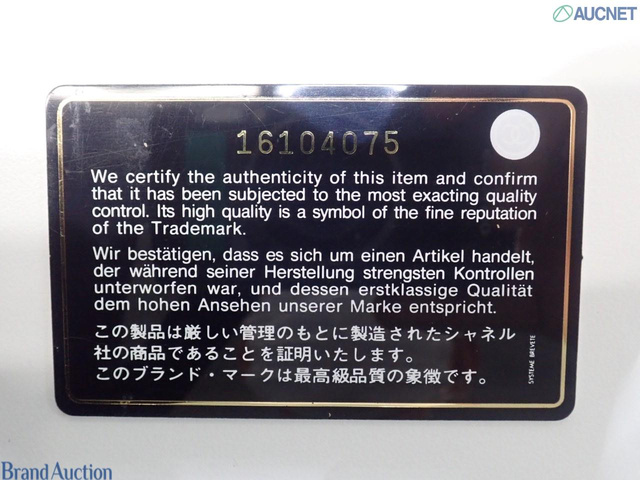 AUCNET
16104075
We certify the authenticity of this item and confirm
that it has been subjected to the most exacting quality
control. Its high quality is a symbol of the fine reputation
of the Trademark.
Wir bestätigen, dass es sich um einen Artikel handelt,
der während seiner Herstellung strengsten Kontrollen
unterworfen war, und dessen erstklassige Qualität
dem hohen Ansehen unserer Marke entspricht.
この製品は厳しい管理のもとに製造されたシャネル
社の商品であることを証明いたします。
このブランド・マークは最高級品質の象徴です。
SYSTEME BREVETE
Brand Auction